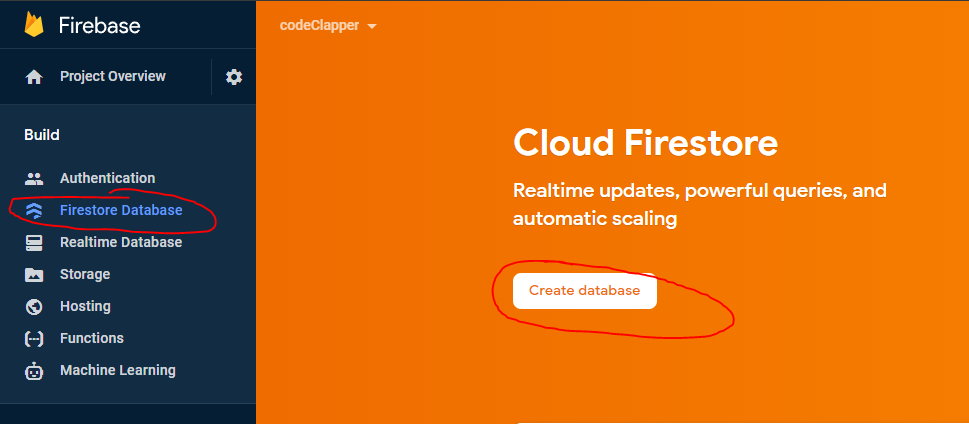 Firebase
codeClapper
Project Overview
Build
Authentication
Firestore Database
Realtime Database
Storage
Hosting
Functions
Machine Learning
Cloud Firestore
Realtime updates, powerful queries, and
automatic scaling
Create database